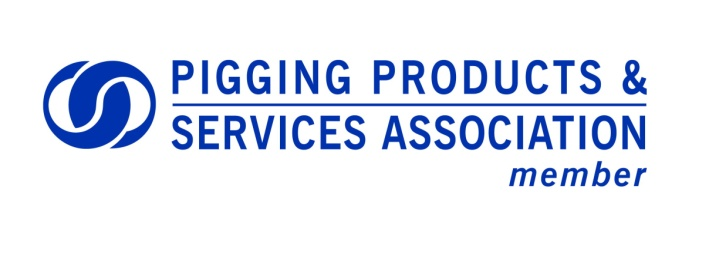 PIGGING PRODUCTS &
SERVICES ASSOCIATION
member